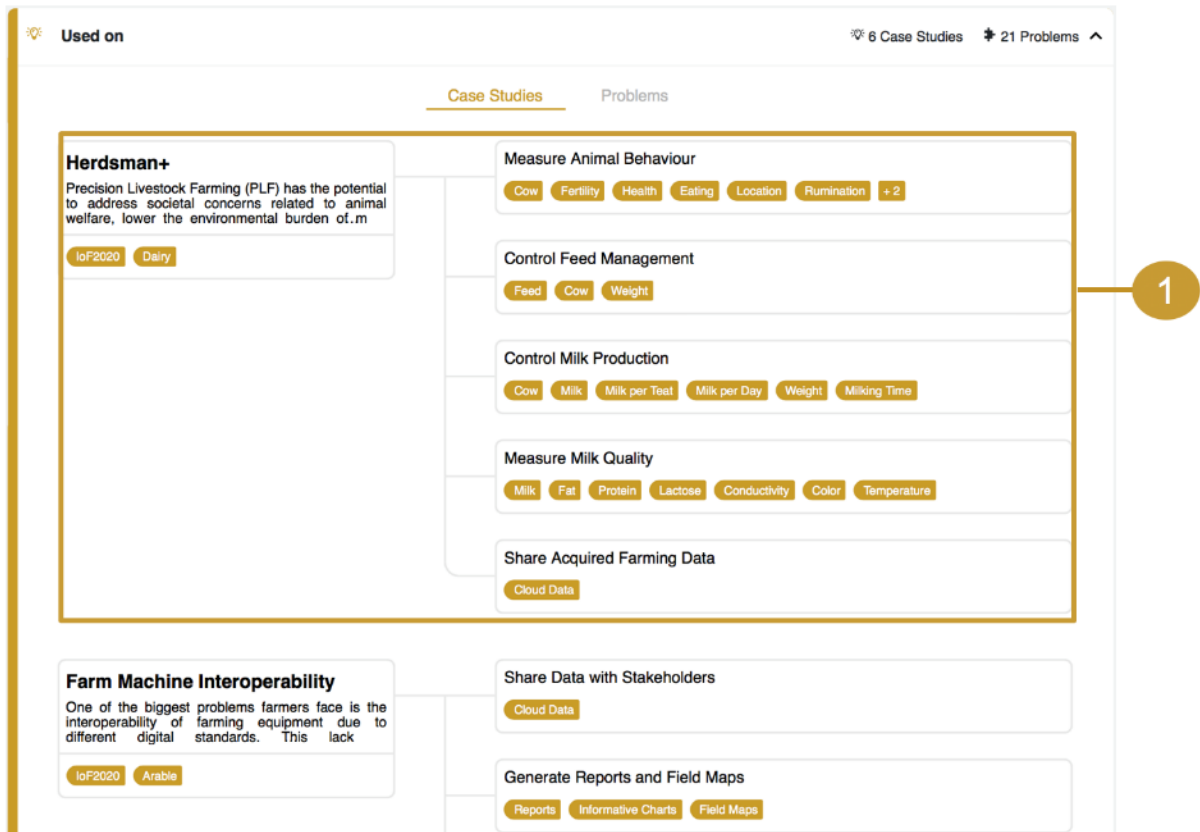 Used on
6 Case Studies 21 Problems
Case Studies Problems
Herdsman+
Precision Livestock Farming (PLF) has the potential
to address societal concerns related to animal
welfare, lower the environmental burden of.m
IoF2020 Dairy
Measure Animal Behaviour
Cow Fertility Health Eating Location Rumination + 2
Control Feed Management
Feed Cow Weight
Control Milk Production
Cow Milk Milk per Teat Milk per Day Weight Milking Time
Measure Milk Quality
Milk Fat Protein Lactose Conductivity Color Temperature
Share Acquired Farming Data
Cloud Data
1
Farm Machine Interoperability
One of the biggest problems farmers face is the
interoperability of farming equipment due to
different digital standards. This lack
IoF2020 Arable
Share Data with Stakeholders
Cloud Data
Generate Reports and Field Maps
Reports Informative Charts Field Maps